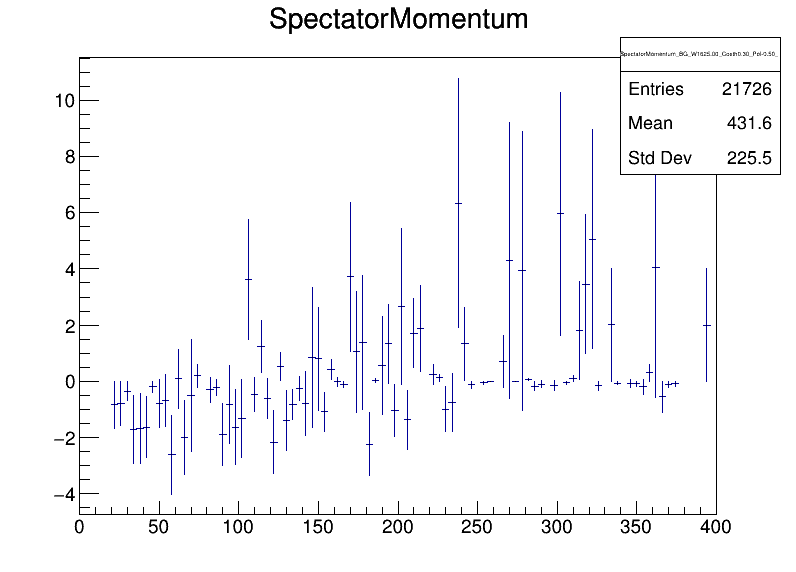 SpectatorMomentum
SpectatorMomentum_BG_W1625.00_Costh0.30_Pol-0.50_
Entries 21726
Mean 431.6
Std Dev 225.5
10
8
6
4
2
0
−2
−4
0 50 100 150 200 250 300 350 400